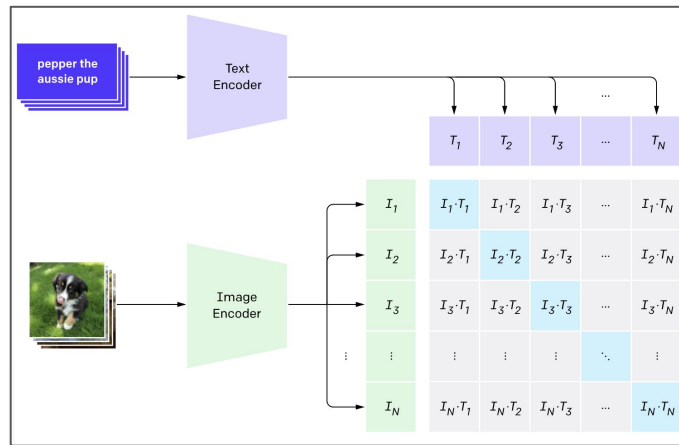 pepper the
aussie pup
Text
Encoder
...
T1 T2 T3 ... TN
I1 I1·T1 I1·T2 I1·T3 ... I1·TN
I2 I2·T1 I2·T2 I2·T3 ... I2·TN
Image
Encoder
I3 I3·T1 I3·T2 I3·T3 ... I3·TN
⋮ ⋮ ⋮ ⋮ ⋮ ⋱ ⋮
IN IN·T1 IN·T2 IN·T3 ... IN·TN